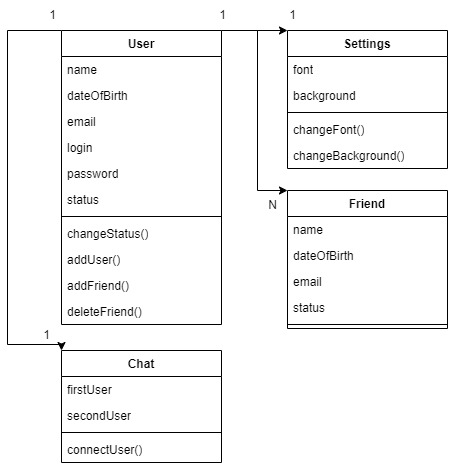 1
1
1
User
name
dateOfBirth
email
login
password
status
changeStatus()
addUser()
addFriend()
deleteFriend()
Settings
font
background
changeFont()
changeBackground()
N
Friend
name
dateOfBirth
email
status
1
Chat
firstUser
secondUser
connectUser()